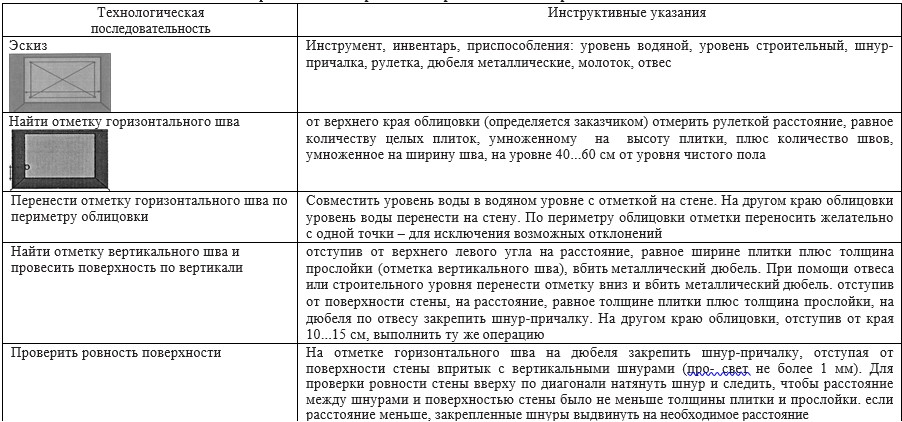 Технологическая
последовательность
Инструктивные указания
Эскиз
Инструмент, инвентарь, приспособления: уровень водяной, уровень строительный, шнур-
причалка, рулетка, дюбеля металлические, молоток, отвес
Найти отметку горизонтального шва
от верхнего края облицовки (определяется заказчиком) отмерить рулеткой расстояние, равное
количеству целых плиток, умноженному на высоту плитки, плюс количество швов,
умноженное на ширину шва, на уровне 40...60 см от уровня чистого пола
Перенести отметку горизонтального шва по
периметру облицовки
Совместить уровень воды в водяном уровне с отметкой на стене. На другом краю облицовки
уровень воды перенести на стену. По периметру облицовки отметки переносить желательно
с одной точки – для исключения возможных отклонений
Найти отметку вертикального шва и
провесить поверхность по вертикали
отступив от верхнего левого угла на расстояние, равное ширине плитки плюс толщина
прослойки (отметка вертикального шва), вбить металлический дюбель. При помощи отвеса
или строительного уровня перенести отметку вниз и вбить металлический дюбель. отступив
от поверхности стены, на расстояние, равное толщине плитки плюс толщина прослойки, на
дюбеля по отвесу закрепить шнур-причалку. На другом краю облицовки, отступив от края
10...15 см, выполнить ту же операцию
Проверить ровность поверхности
На отметке горизонтального шва на дюбеля закрепить шнур-причалку, отступая от
поверхности стены впритык с вертикальными шнурами (про- свет не более 1 мм). Для
проверки ровности стены вверху по диагонали натянуть шнур и следить, чтобы расстояние
между шнурами и поверхностью стены было не меньше толщины плитки и прослойки. если
расстояние меньше, закрепленные шнуры выдвинуть на необходимое расстояние